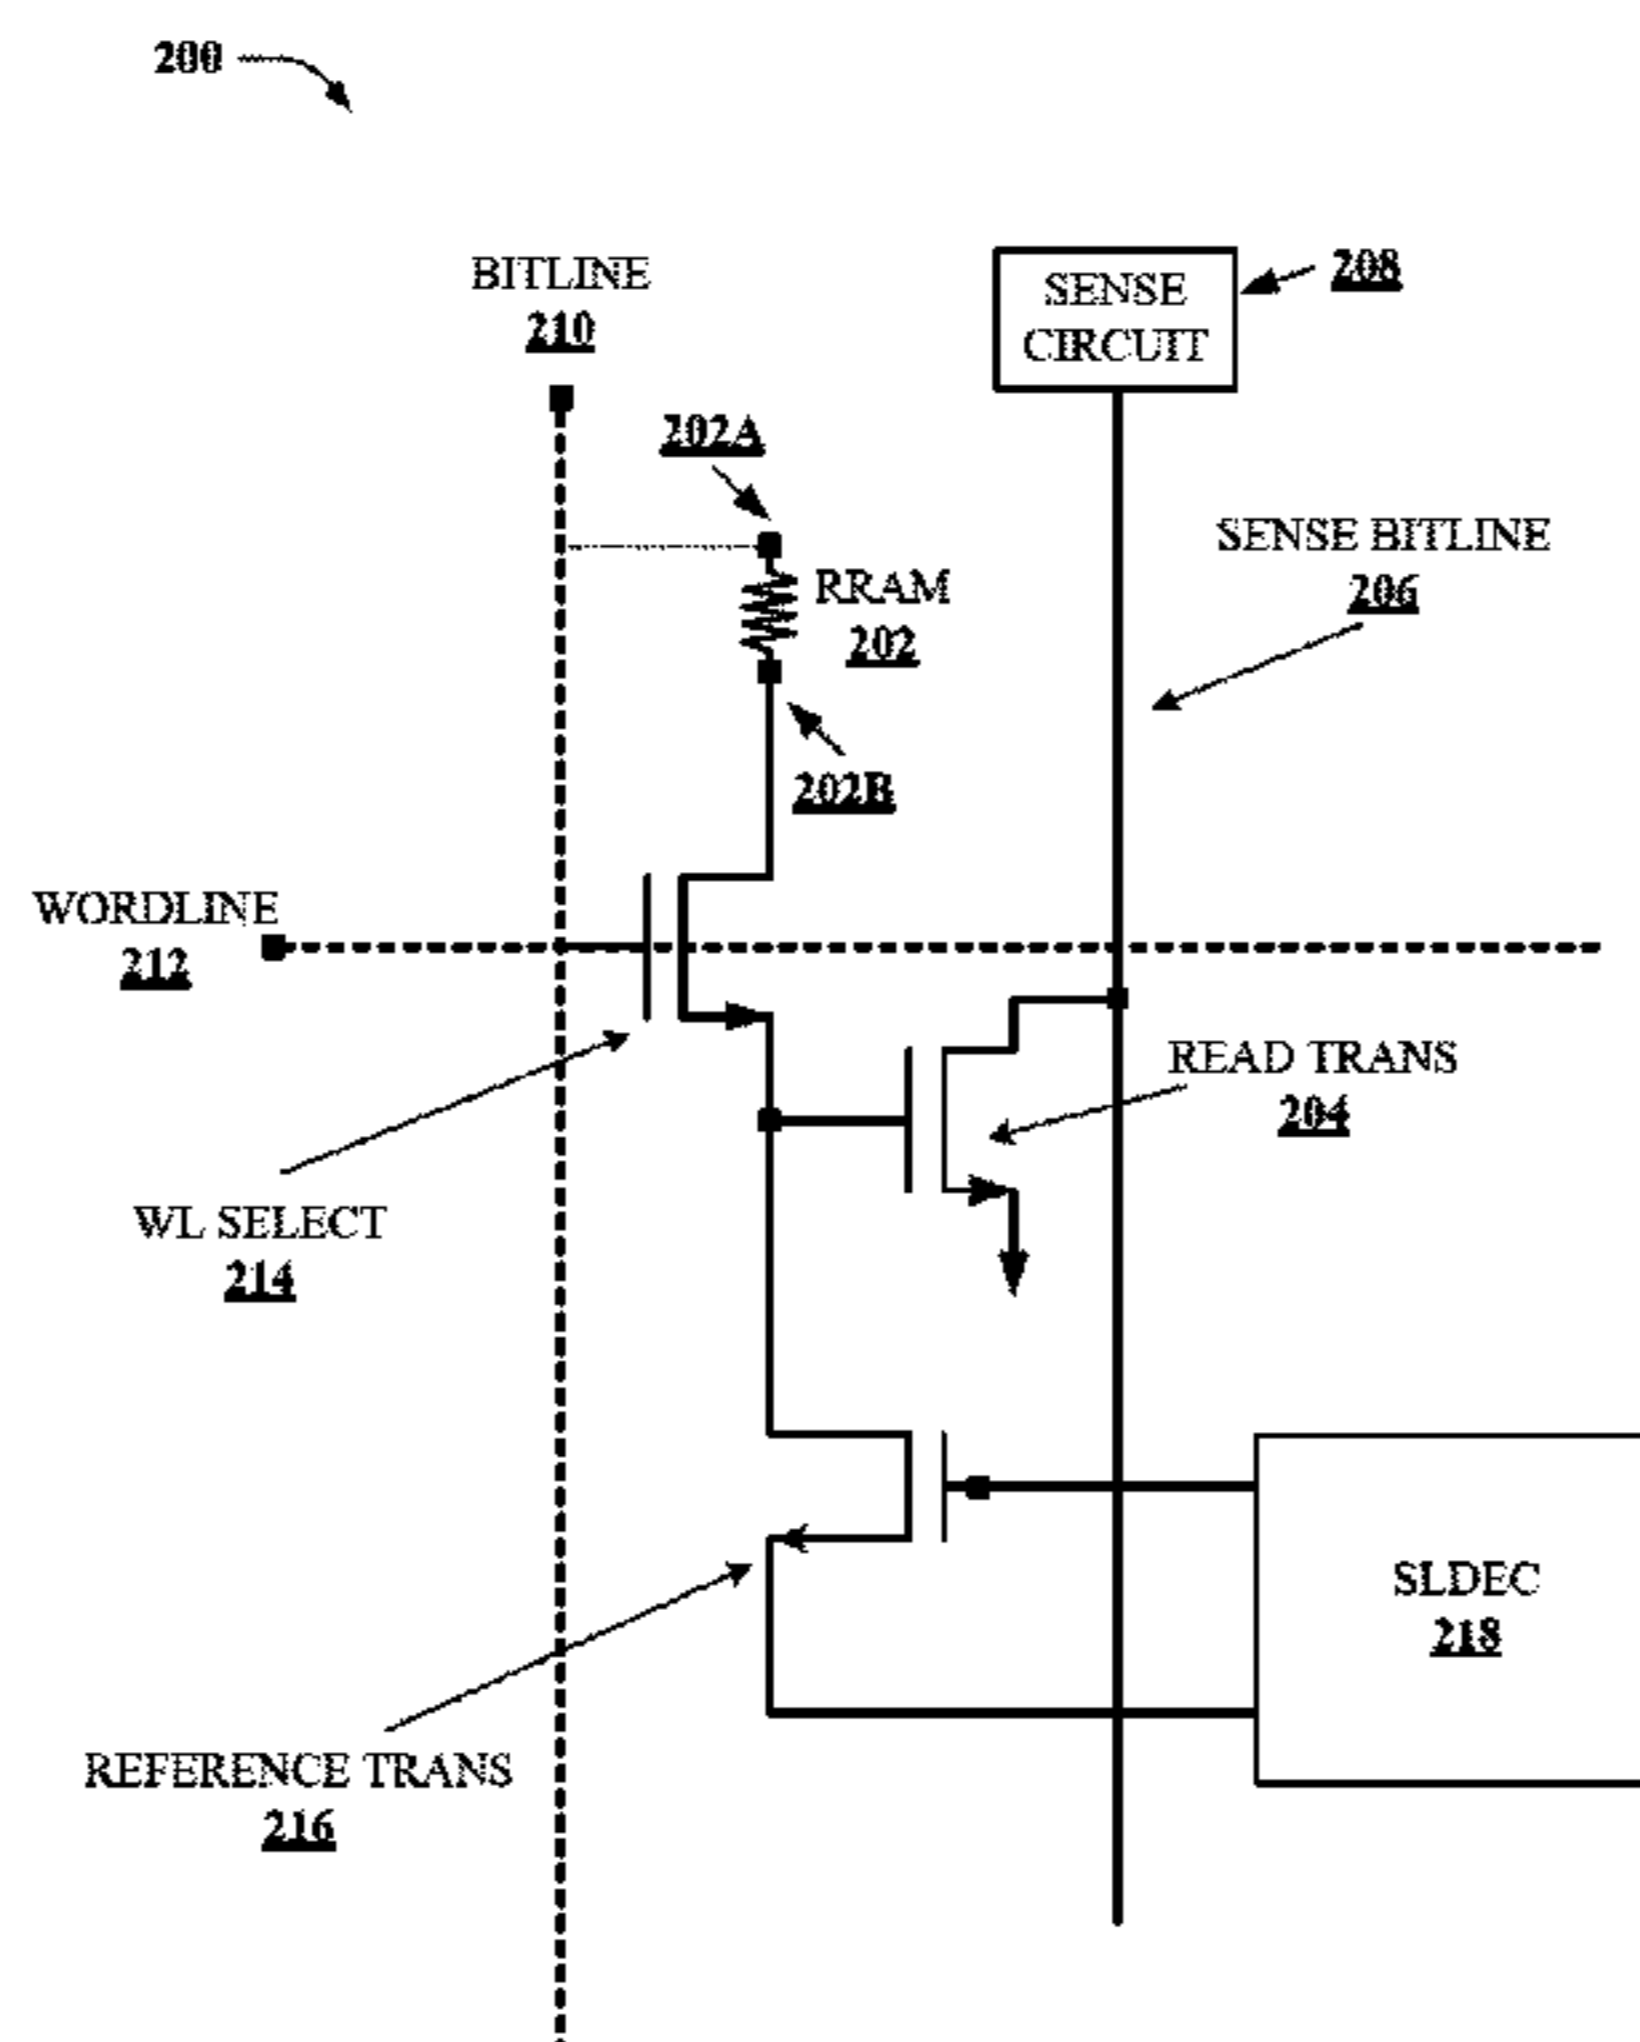 200
BITLINE
210
SENSE
CIRCUIT
208
202A
RRAM
202
SENSE BITLINE
206
202B
WORDLINE
212
READ TRANS
204
WL SELECT
214
SLDEC
218
REFERENCE TRANS
216